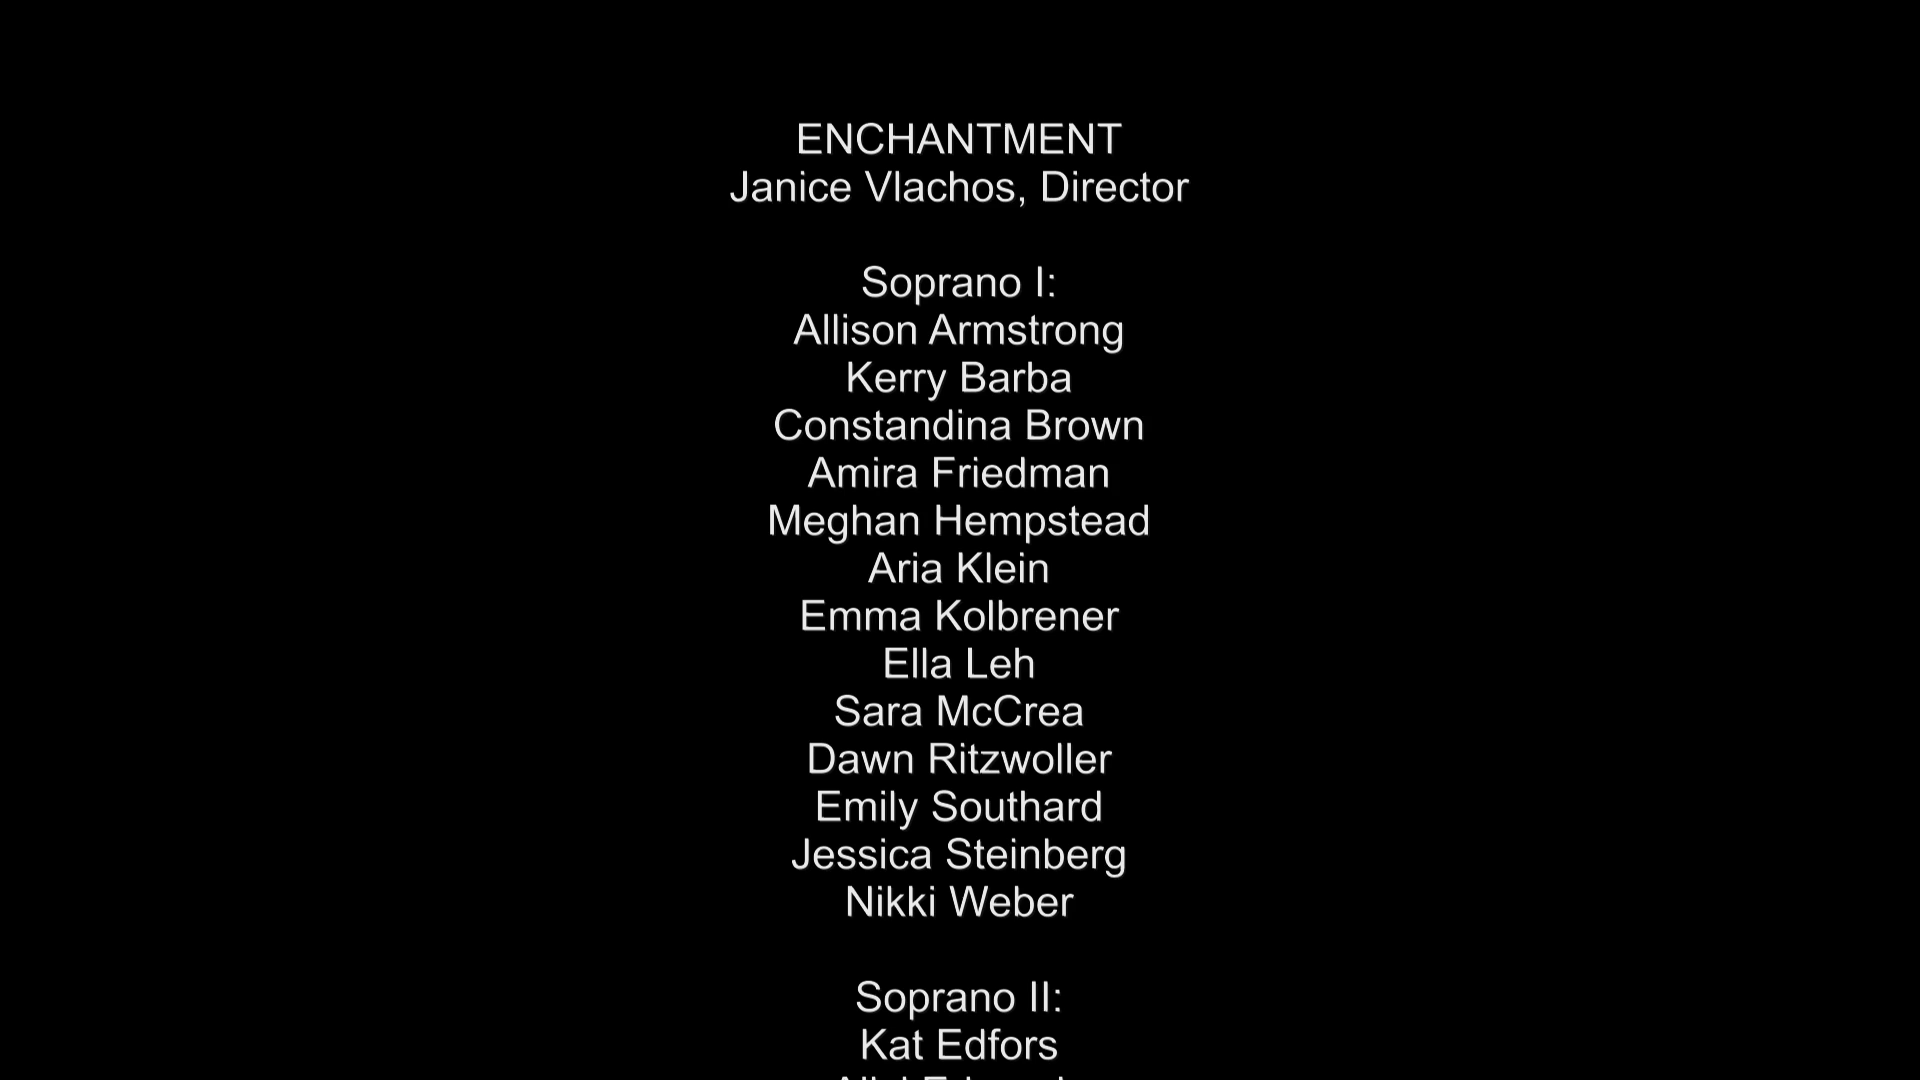 ENCHANTMENT
Janice Vlachos, Director
Soprano I:
Allison Armstrong
Kerry Barba
Constandina Brown
Amira Friedman
Meghan Hempstead
Aria Klein
Emma Kolbrener
Ella Leh
Sara McCrea
Dawn Ritzwoller
Emily Southard
Jessica Steinberg
Nikki Weber
Soprano II:
Kat Edfors